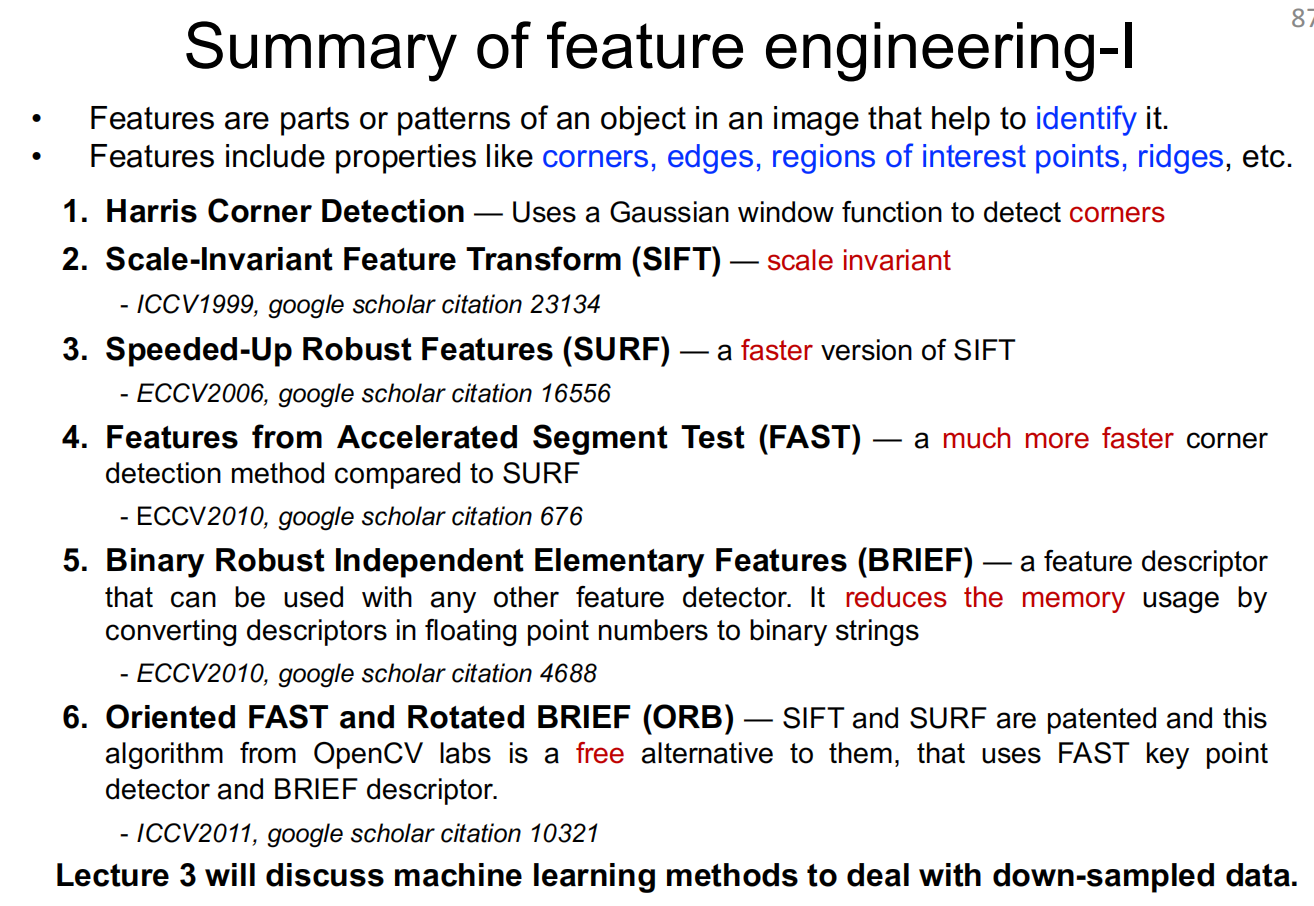 87
Summary of feature engineering-I
• Features are parts or patterns of an object in an image that help to identify it.
• Features include properties like corners, edges, regions of interest points, ridges, etc.
1. Harris Corner Detection — Uses a Gaussian window function to detect corners
2. Scale-Invariant Feature Transform (SIFT) — scale invariant
- ICCV1999, google scholar citation 23134
3. Speeded-Up Robust Features (SURF) — a faster version of SIFT
- ECCV2006, google scholar citation 16556
4. Features from Accelerated Segment Test (FAST) — a much more faster corner
detection method compared to SURF
- ECCV2010, google scholar citation 676
5. Binary Robust Independent Elementary Features (BRIEF) — a feature descriptor
that can be used with any other feature detector. It reduces the memory usage by
converting descriptors in floating point numbers to binary strings
- ECCV2010, google scholar citation 4688
6. Oriented FAST and Rotated BRIEF (ORB) — SIFT and SURF are patented and this
algorithm from OpenCV labs is a free alternative to them, that uses FAST key point
detector and BRIEF descriptor.
- ICCV2011, google scholar citation 10321
Lecture 3 will discuss machine learning methods to deal with down-sampled data.